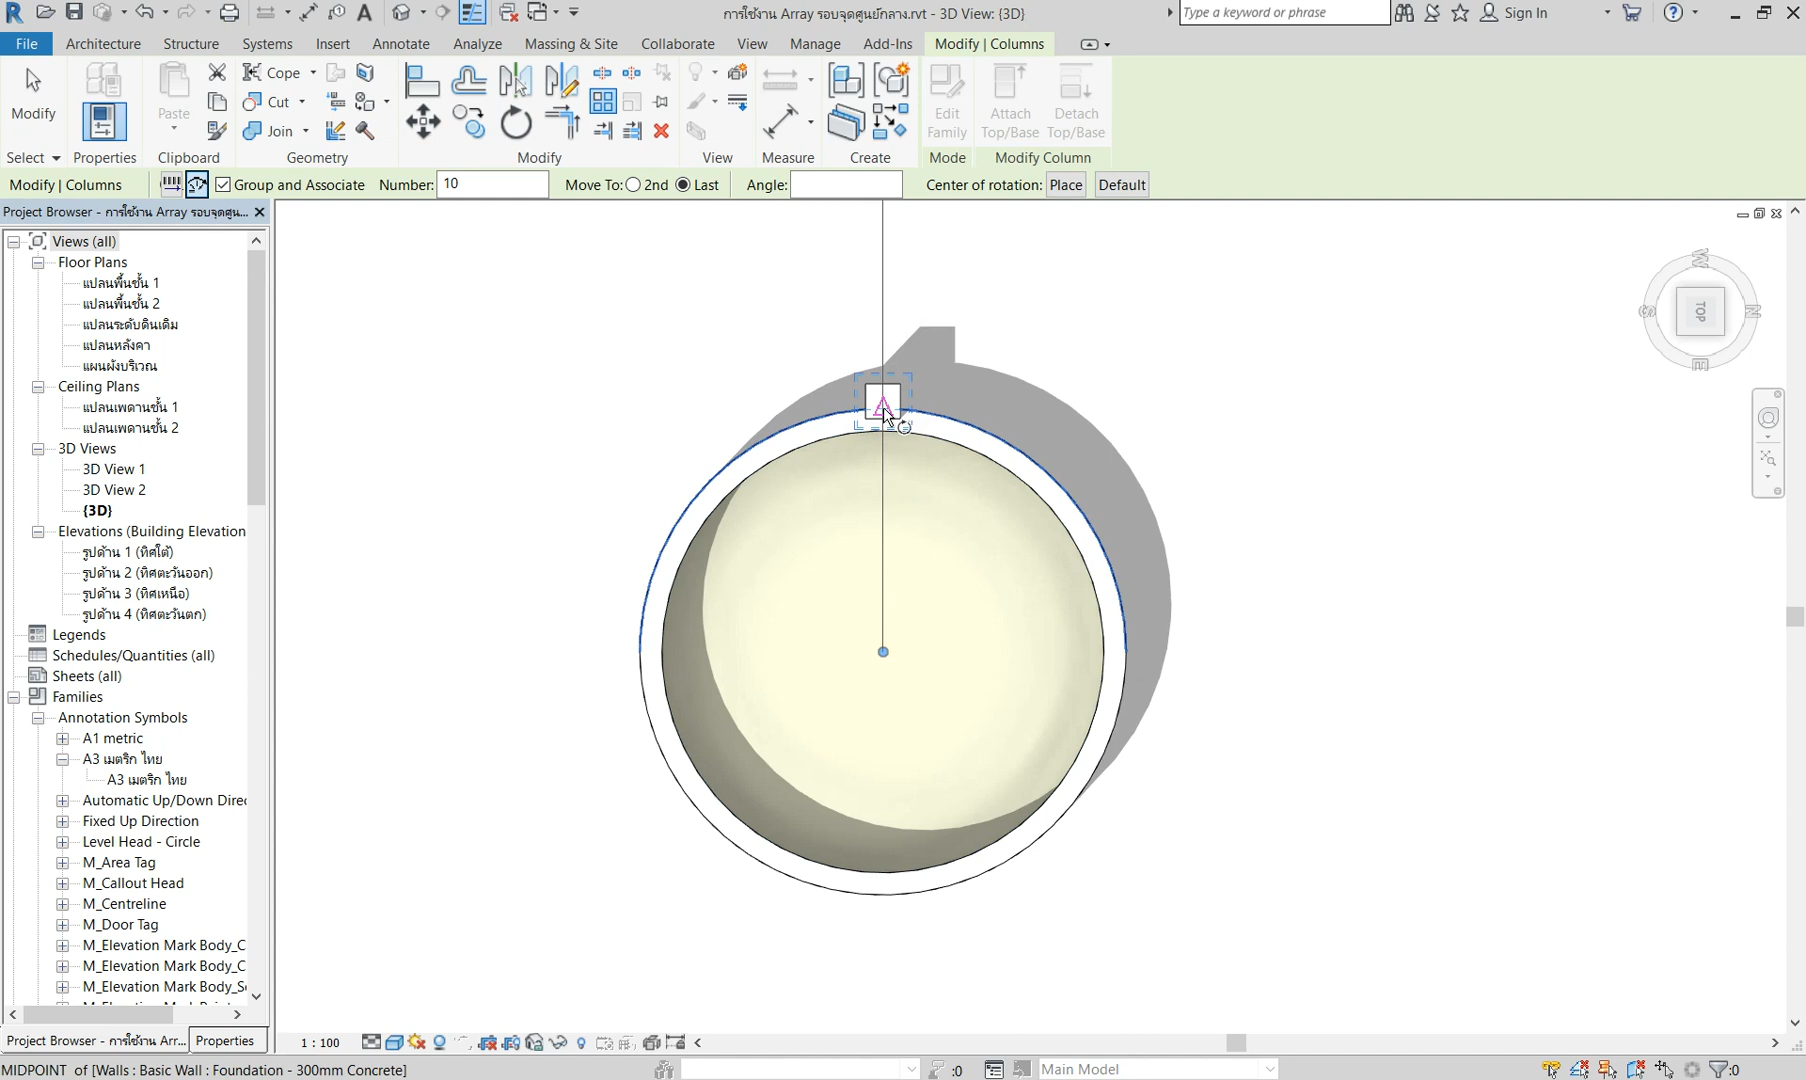 การใช้งาน Array รอบจุดศูนย์กลาง.rvt - 3D View: {3D}
Type a keyword or phrase
Sign In
File Architecture Structure Systems Insert Annotate Analyze Massing & Site Collaborate View Manage Add-Ins Modify | Columns
Modify
Paste
Cope
Cut
Join
Edit
Family
Attach
Top/Base
Detach
Top/Base
Select Properties Clipboard Geometry Modify View Measure Create Mode Modify Column
Modify | Columns Group and Associate Number: 10 Move To: 2nd Last Angle: Center of rotation: Place Default
Project Browser - การใช้งาน Array รอบจุดศูน...
Views (all)
Floor Plans
แปลนพื้นชั้น 1
แปลนพื้นชั้น 2
แปลนระดับดินเดิม
แปลนหลังคา
แผนผังบริเวณ
Ceiling Plans
แปลนเพดานชั้น 1
แปลนเพดานชั้น 2
3D Views
3D View 1
3D View 2
{3D}
Elevations (Building Elevation
รูปด้าน 1 (ทิศใต้)
รูปด้าน 2 (ทิศตะวันออก)
รูปด้าน 3 (ทิศเหนือ)
รูปด้าน 4 (ทิศตะวันตก)
Legends
Schedules/Quantities (all)
Sheets (all)
Families
Annotation Symbols
A1 metric
A3 เมตริก ไทย
A3 เมตริก ไทย
Automatic Up/Down Direc
Fixed Up Direction
Level Head - Circle
M_Area Tag
M_Callout Head
M_Centreline
M_Door Tag
M_Elevation Mark Body_C
M_Elevation Mark Body_C
M_Elevation Mark Body_Se
W
S
TOP
N
E
Project Browser - การใช้งาน Arr... Properties
1 : 100
MIDPOINT of [Walls : Basic Wall : Foundation - 300mm Concrete]
:0
Main Model
:0